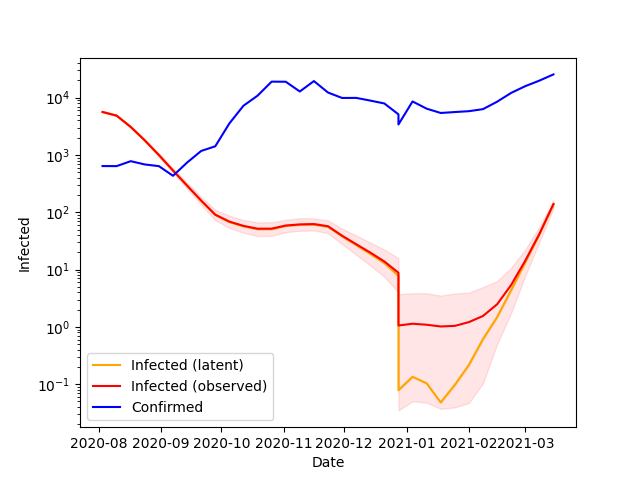 Infected
10⁴
10³
10²
10¹
10⁰
10⁻¹
Infected (latent)
Infected (observed)
Confirmed
2020-08 2020-09 2020-10 2020-11 2020-12 2021-01 2021-02 2021-03
Date